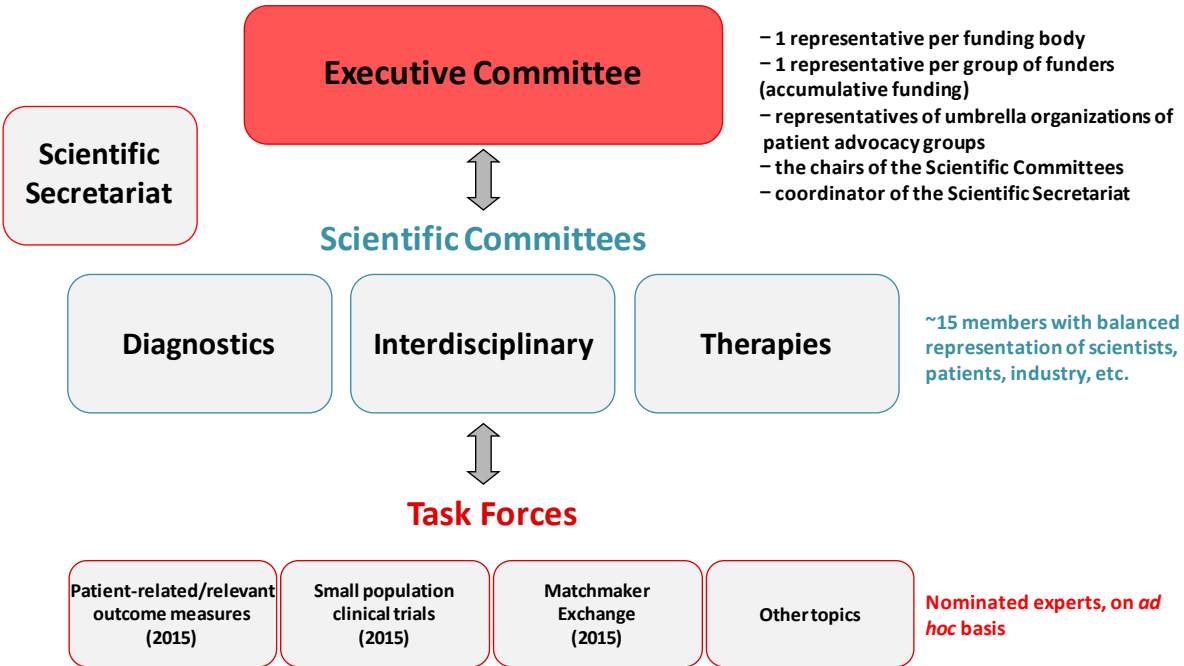 Executive Committee
− 1 representative per funding body
− 1 representative per group of funders
(accumulative funding)
− representatives of umbrella organizations of
patient advocacy groups
− the chairs of the Scientific Committees
− coordinator of the Scientific Secretariat
Scientific
Secretariat
Scientific Committees
Diagnostics
Interdisciplinary
Therapies
~15 members with balanced
representation of scientists,
patients, industry, etc.
Task Forces
Patient-related/relevant
outcome measures
(2015)
Small population
clinical trials
(2015)
Matchmaker
Exchange
(2015)
Other topics
Nominated experts, on ad
hoc basis